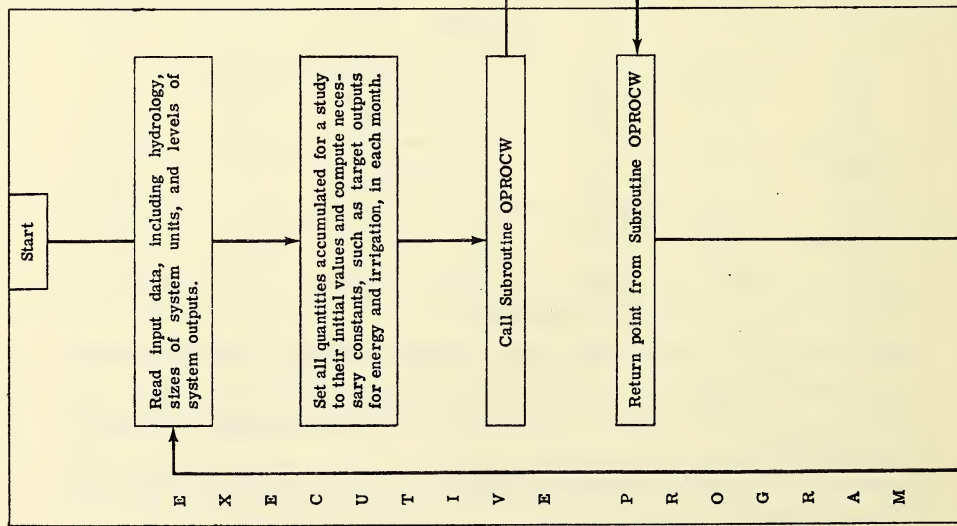 Start
Read input data, including hydrology,
sizes of system units, and levels of
system outputs.
Set all quantities accumulated for a study
to their initial values and compute neces-
sary constants, such as target outputs
for energy and irrigation, in each month.
Call Subroutine OPROCW
Return point from Subroutine OPROCW
E X E C U T I V E P R O G R A M